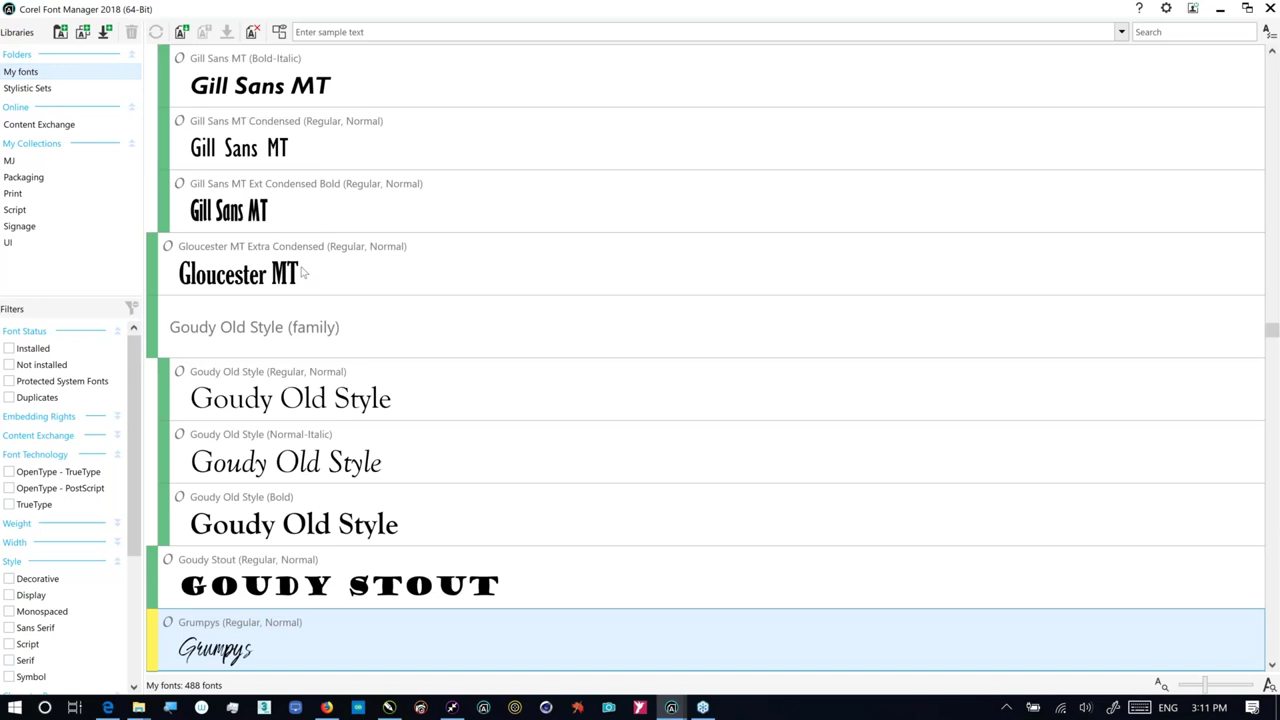 Corel Font Manager 2018 (64-Bit)
Libraries
Enter sample text
Search
Folders
My fonts
Stylistic Sets
Online
Content Exchange
My Collections
MJ
Packaging
Print
Script
Signage
UI
Filters
Font Status
Installed
Not installed
Protected System Fonts
Duplicates
Embedding Rights
Content Exchange
Font Technology
OpenType - TrueType
OpenType - PostScript
TrueType
Weight
Width
Style
Decorative
Display
Monospaced
Sans Serif
Script
Serif
Symbol
Gill Sans MT (Bold-Italic)
Gill Sans MT
Gill Sans MT Condensed (Regular, Normal)
Gill Sans MT
Gill Sans MT Ext Condensed Bold (Regular, Normal)
Gill Sans MT
Gloucester MT Extra Condensed (Regular, Normal)
Gloucester MT
Goudy Old Style (family)
Goudy Old Style (Regular, Normal)
Goudy Old Style
Goudy Old Style (Normal-Italic)
Goudy Old Style
Goudy Old Style (Bold)
Goudy Old Style
Goudy Stout (Regular, Normal)
GOUDY STOUT
Grumpys (Regular, Normal)
Grumpys
My fonts: 488 fonts
ENG
3:11 PM